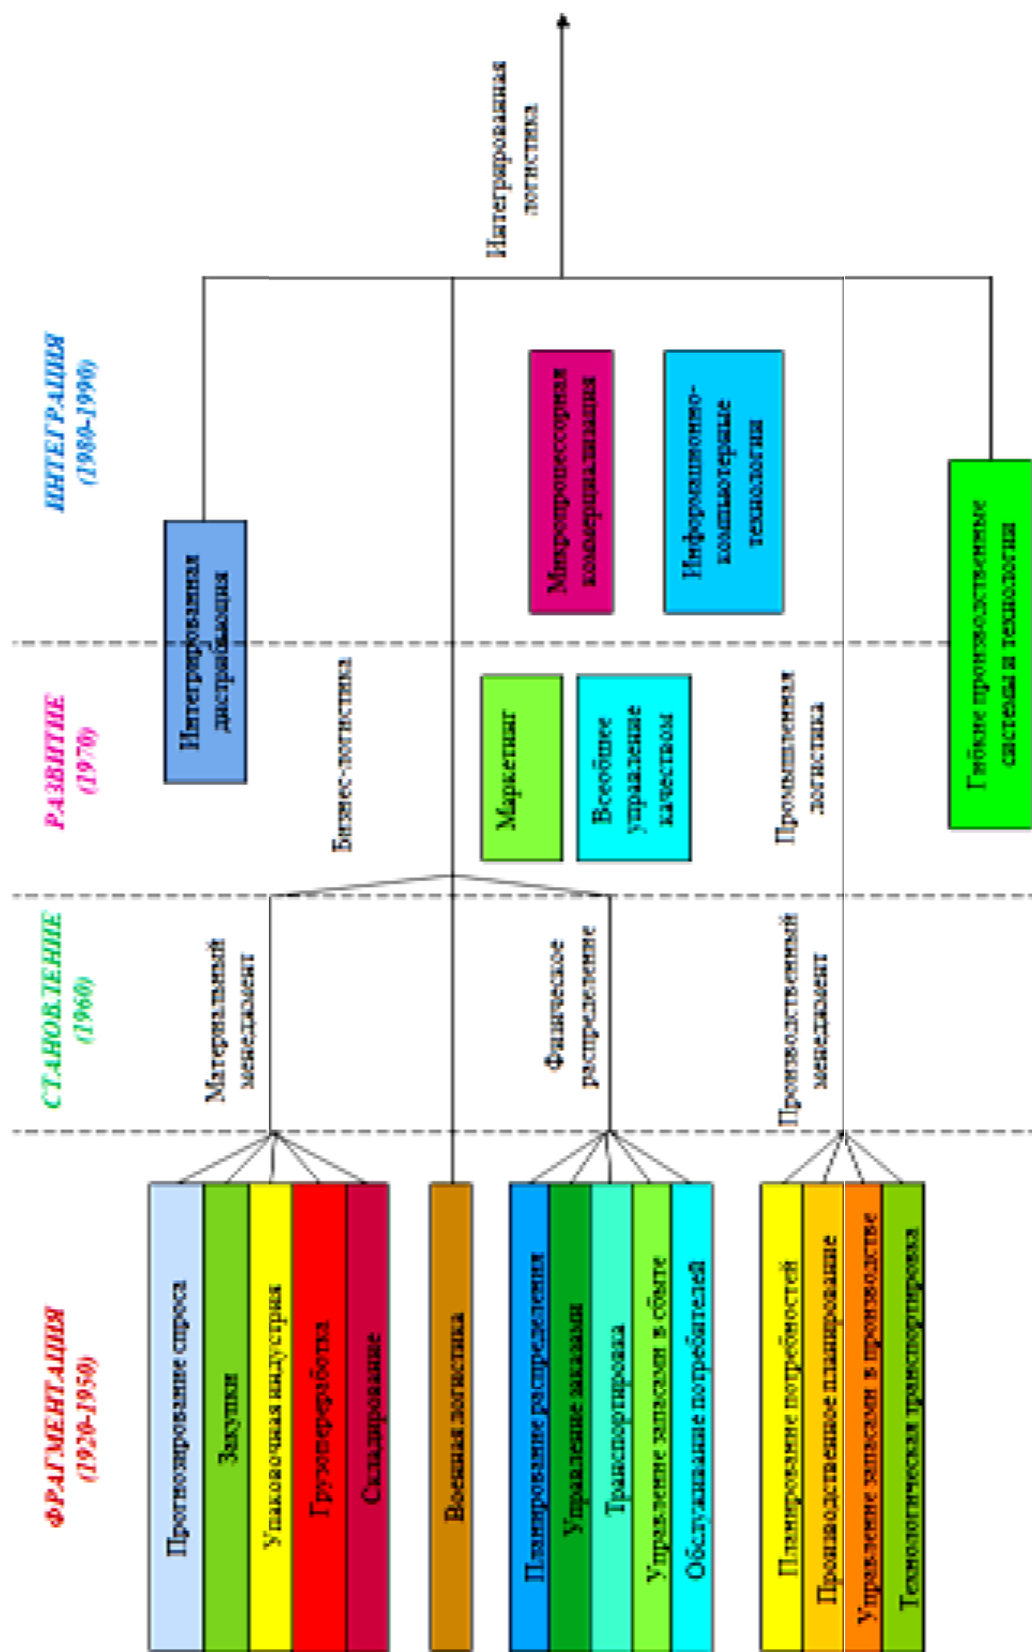 ФРАГМЕНТАЦИЯ
(1920-1950)
СТАНОВЛЕНИЕ
(1960)
РАЗВИТИЕ
(1970)
ИНТЕГРАЦИЯ
(1980-1990)
Прогнозирование спроса
Закупки
Упаковочная индустрия
Грузопереработка
Складирование
Материальный
менеджмент
Интегрированная
дистрибьюция
Бизнес-логистика
Военная логистика
Маркетинг
Всеобщее
управление
качеством
Микропроцессорная
коммерциализация
Информационно-
компьютерные
технологии
Интегрированная
логистика
Планирование распределения
Управление заказами
Транспортировка
Управление запасами в сбыте
Обслуживание потребителей
Физическое
распределение
Планирование потребностей
Производственное планирование
Управление запасами в производстве
Технологическая транспортировка
Производственный
менеджмент
Промышленная
логистика
Гибкие производственные
системы и технологии